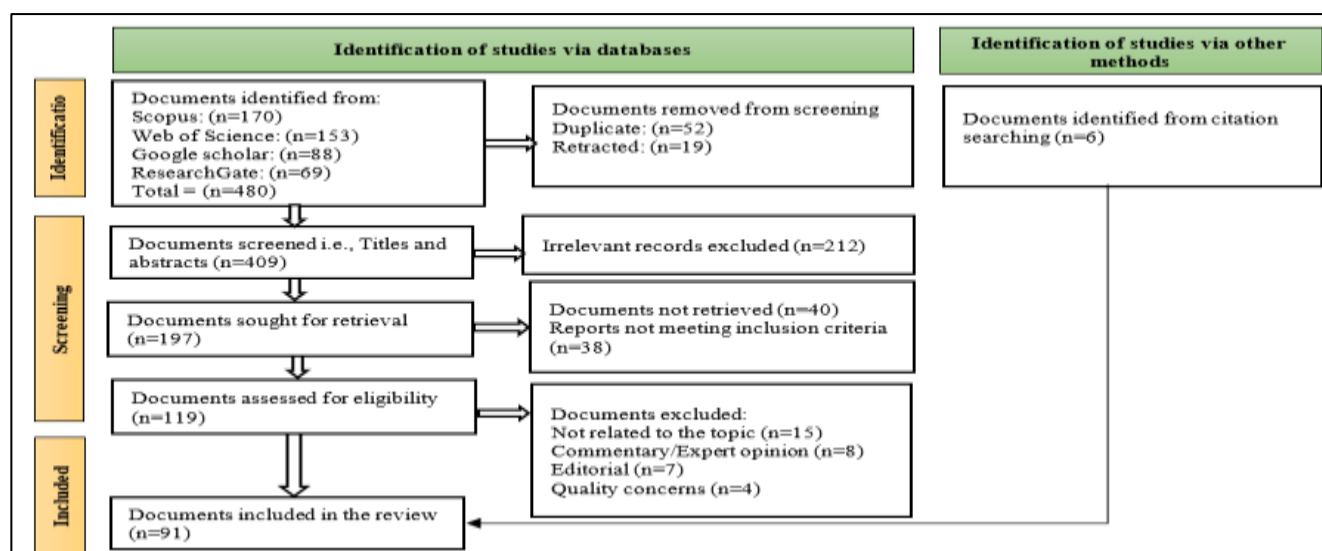 Identification of studies via databases
Identification of studies via other
methods
Identificatio
Documents identified from:
Scopus: (n=170)
Web of Science: (n=153)
Google scholar: (n=88)
ResearchGate: (n=69)
Total = (n=480)
Documents removed from screening
Duplicate: (n=52)
Retracted: (n=19)
Documents identified from citation
searching (n=6)
Screening
Documents screened i.e., Titles and
abstracts (n=409)
Irrelevant records excluded (n=212)
Documents sought for retrieval
(n=197)
Documents not retrieved (n=40)
Reports not meeting inclusion criteria
(n=38)
Documents assessed for eligibility
(n=119)
Documents excluded:
Not related to the topic (n=15)
Commentary/Expert opinion (n=8)
Editorial (n=7)
Quality concerns (n=4)
Included
Documents included in the review
(n=91)